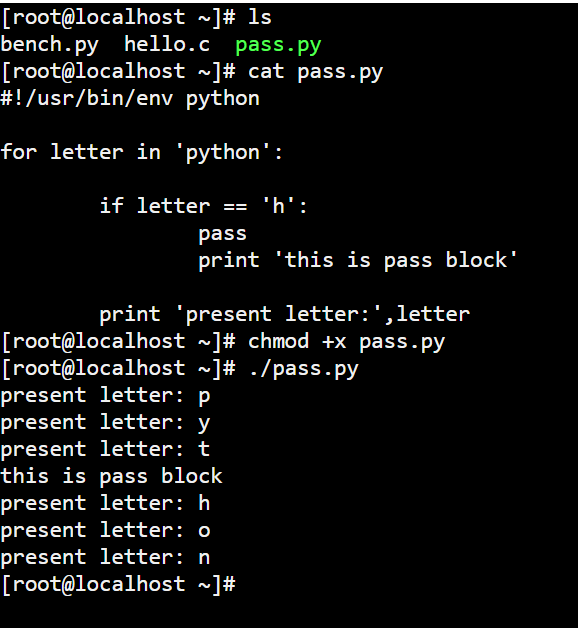 [root@localhost ~]# ls
bench.py  hello.c  pass.py
[root@localhost ~]# cat pass.py
#!/usr/bin/env python

for letter in 'python':

        if letter == 'h':
                pass
                print 'this is pass block'

        print 'present letter:',letter
[root@localhost ~]# chmod +x pass.py
[root@localhost ~]# ./pass.py
present letter: p
present letter: y
present letter: t
this is pass block
present letter: h
present letter: o
present letter: n
[root@localhost ~]#